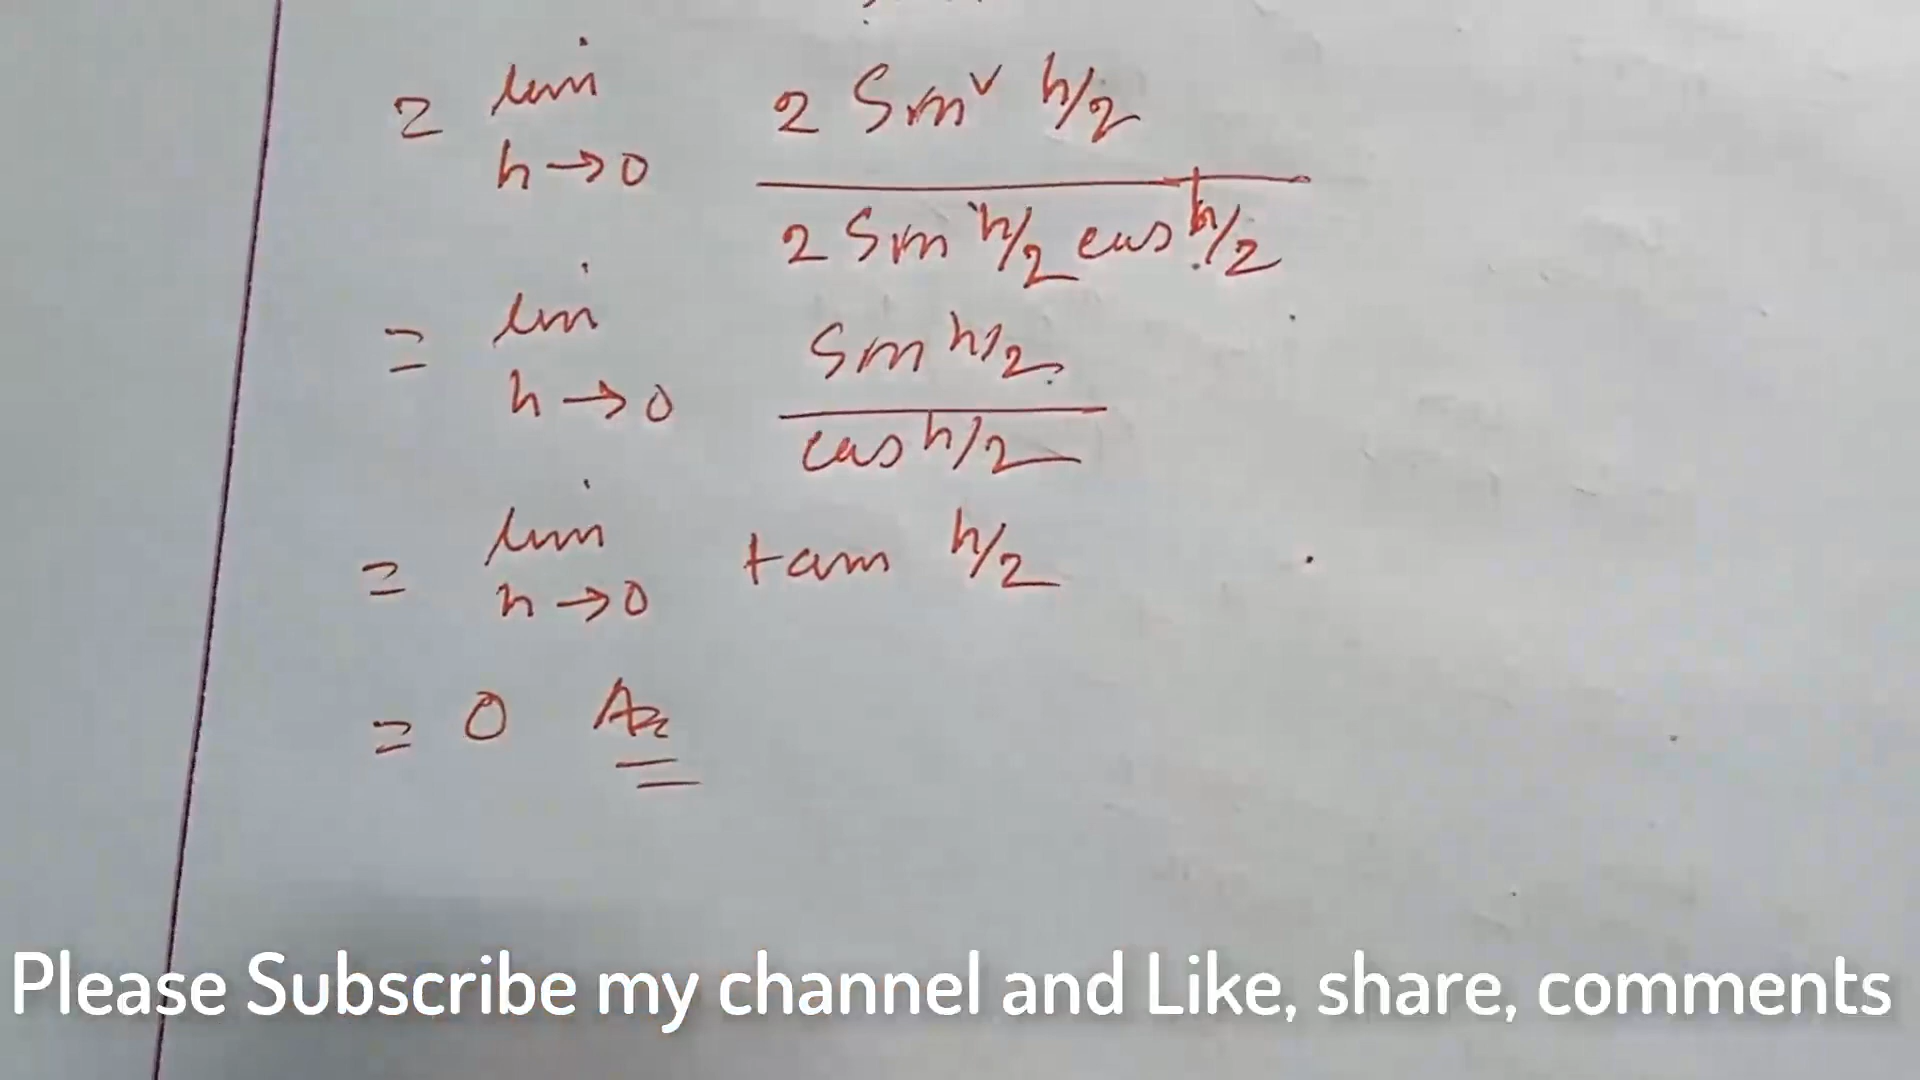 = lim 2 Sin² h/2
h→0 2 Sin h/2 cos h/2
= lim Sin h/2
h→0 cos h/2
= lim tan h/2
h→0
= 0 Ans
Please Subscribe my channel and Like, share, comments